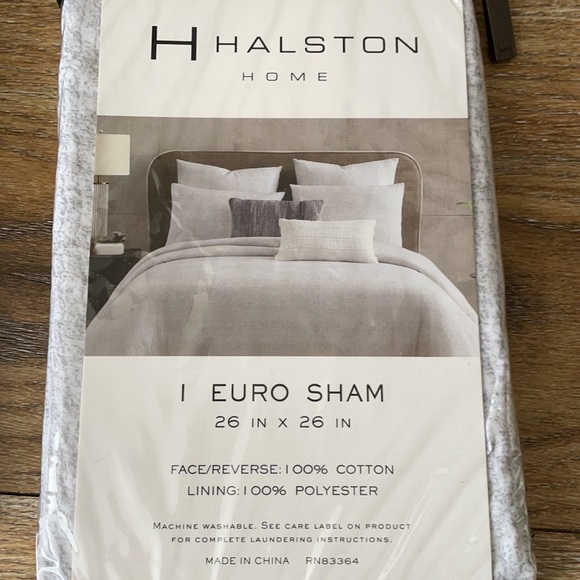 H HALSTON
HOME
1 EURO SHAM
26 IN X 26 IN
FACE/REVERSE: 100% COTTON
LINING: 100% POLYESTER
MACHINE WASHABLE. SEE CARE LABEL ON PRODUCT
FOR COMPLETE LAUNDERING INSTRUCTIONS.
MADE IN CHINA RN83364